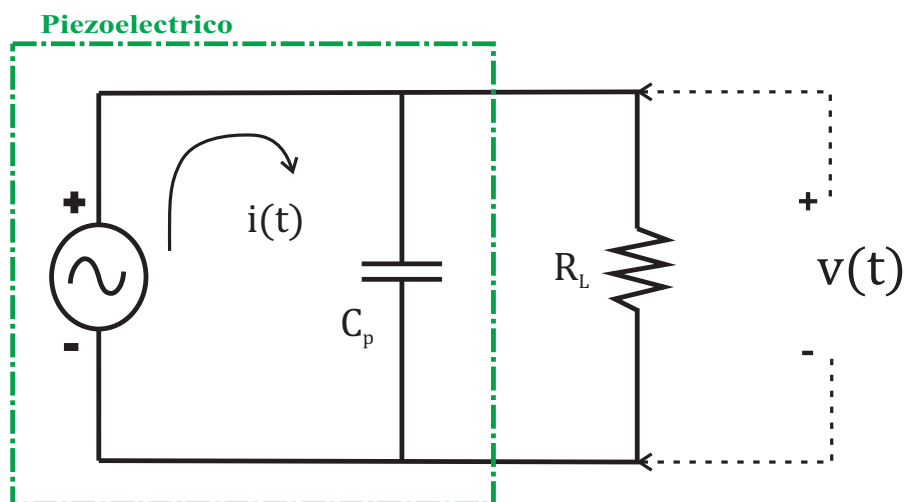 Piezoelectrico
+
i(t)
-
C_p
R_L
+
v(t)
-